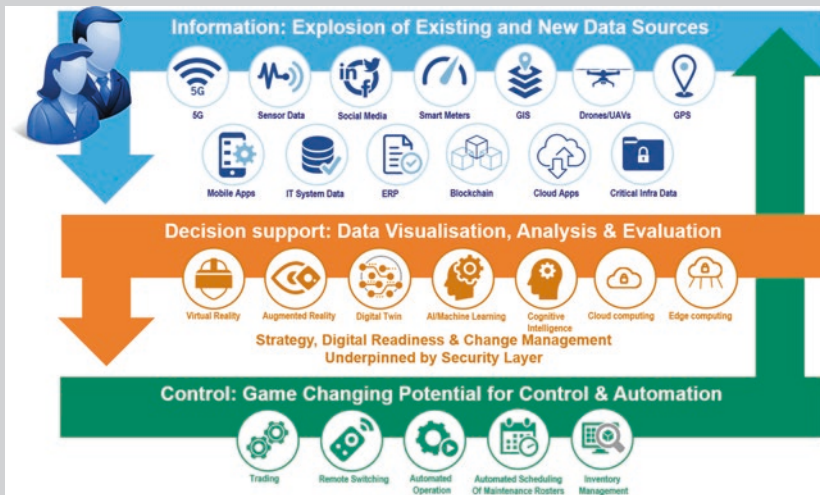 Information: Explosion of Existing and New Data Sources
5G
5G
Sensor Data
in f
Social Media
Smart Meters
GIS
Drones/UAVs
GPS
Mobile Apps
IT System Data
ERP
Blockchain
Cloud Apps
Critical Infra Data
Decision support: Data Visualisation, Analysis & Evaluation
Virtual Reality
Augmented Reality
Digital Twin
AI/Machine Learning
Cognitive
Intelligence
Cloud computing
Edge computing
Strategy, Digital Readiness & Change Management
Underpinned by Security Layer
Control: Game Changing Potential for Control & Automation
Trading
Remote Switching
Automated
Operation
Automated Scheduling
Of Maintenance Rosters
Inventory
Management